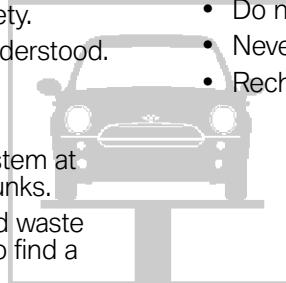 ety.
derstood.
stem at
unks.
d waste
o find a
• Do n
• Neve
• Rech